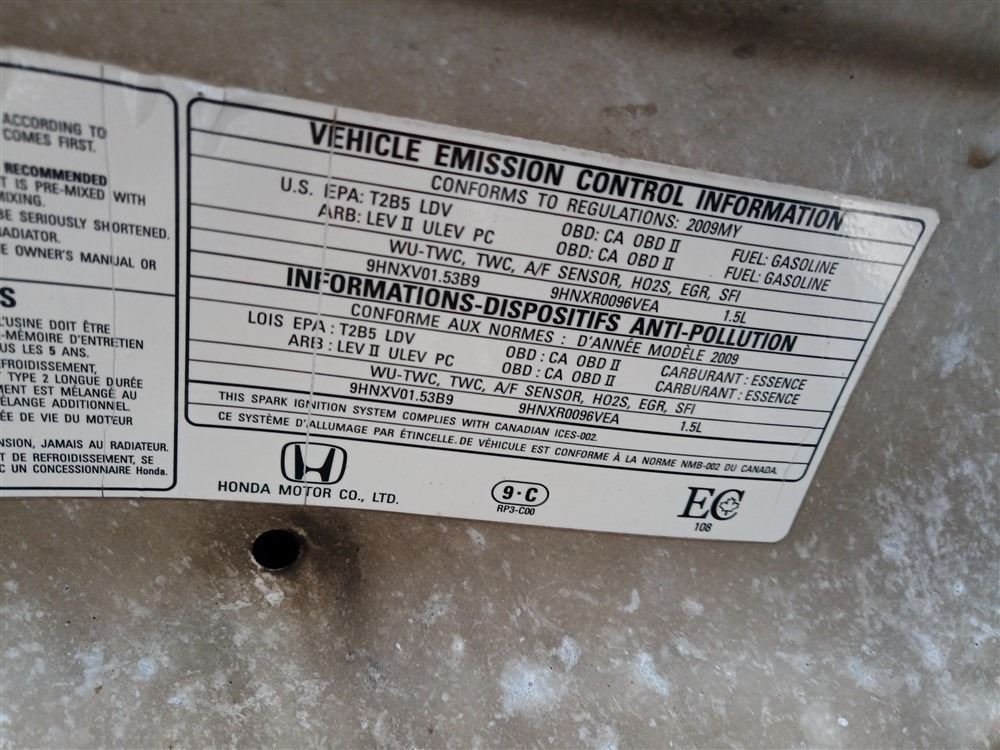 ACCORDING TO
COMES FIRST.
RECOMMENDED
IS PRE-MIXED WITH
BE SERIOUSLY SHORTENED.
OWNER'S MANUAL OR
L'USINE DOIT ÊTRE
-MÉMOIRE D'ENTRETIEN
LES 5 ANS.
TYPE 2 LONGUE DURÉE
EST MÉLANGÉ AU
ADDITIONNEL.
DE VIE DU MOTEUR
JAMAIS AU RADIATEUR.
DE REFROIDISSEMENT, SE
UN CONCESSIONNAIRE Honda.
VEHICLE EMISSION CONTROL INFORMATION
CONFORMS TO REGULATIONS: 2009MY
U.S. EPA: T2B5 LDV OBD: CA OBD II FUEL: GASOLINE
ARB: LEV II ULEV PC OBD: CA OBD II FUEL: GASOLINE
WU-TWC, TWC, A/F SENSOR, HO2S, EGR, SFI
9HNXV01.53B9 9HNXR0096VEA 1.5L
INFORMATIONS-DISPOSITIFS ANTI-POLLUTION
CONFORME AUX NORMES : D'ANNÉE MODÈLE 2009
LOIS EPA : T2B5 LDV OBD : CA OBD II CARBURANT : ESSENCE
ARB : LEV II ULEV PC OBD : CA OBD II CARBURANT : ESSENCE
WU-TWC, TWC, A/F SENSOR, HO2S, EGR, SFI
9HNXV01.53B9 9HNXR0096VEA 1.5L
THIS SPARK IGNITION SYSTEM COMPLIES WITH CANADIAN ICES-002.
CE SYSTÈME D'ALLUMAGE PAR ÉTINCELLE. DE VÉHICULE EST CONFORME À LA NORME NMB-002 DU CANADA.
HONDA MOTOR CO., LTD.
9·C
RP3-C00
EC
108